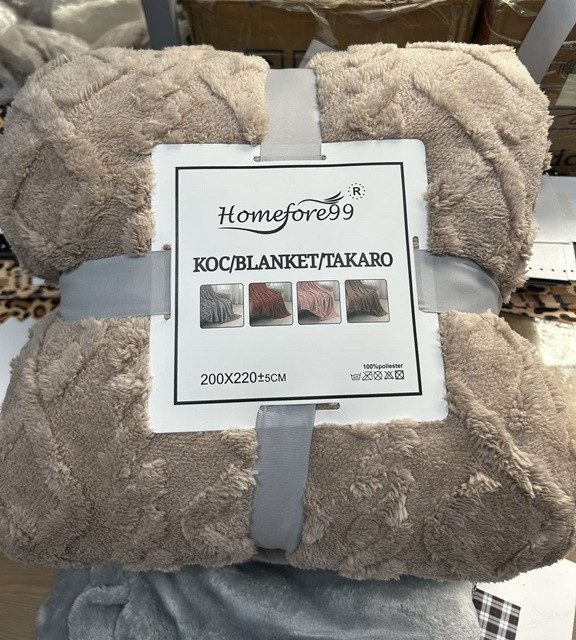 Homefore99 R
KOC/BLANKET/TAKARO
200X220±5CM
100%poliester